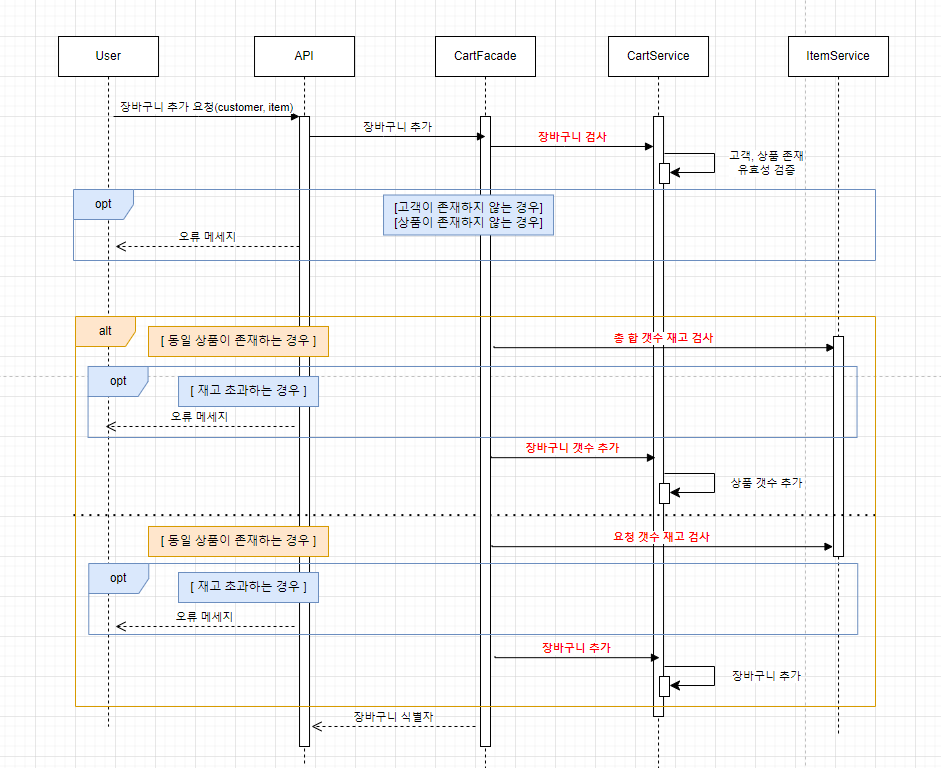 User
API
CartFacade
CartService
ItemService
장바구니 추가 요청(customer, item)
장바구니 추가
장바구니 검사
고객, 상품 존재
유효성 검증
opt
[고객이 존재하지 않는 경우]
[상품이 존재하지 않는 경우]
오류 메세지
alt
[ 동일 상품이 존재하는 경우 ]
총 합 갯수 재고 검사
opt
[ 재고 초과하는 경우 ]
오류 메세지
장바구니 갯수 추가
상품 갯수 추가
[ 동일 상품이 존재하는 경우 ]
요청 갯수 재고 검사
opt
[ 재고 초과하는 경우 ]
오류 메세지
장바구니 추가
장바구니 추가
장바구니 식별자